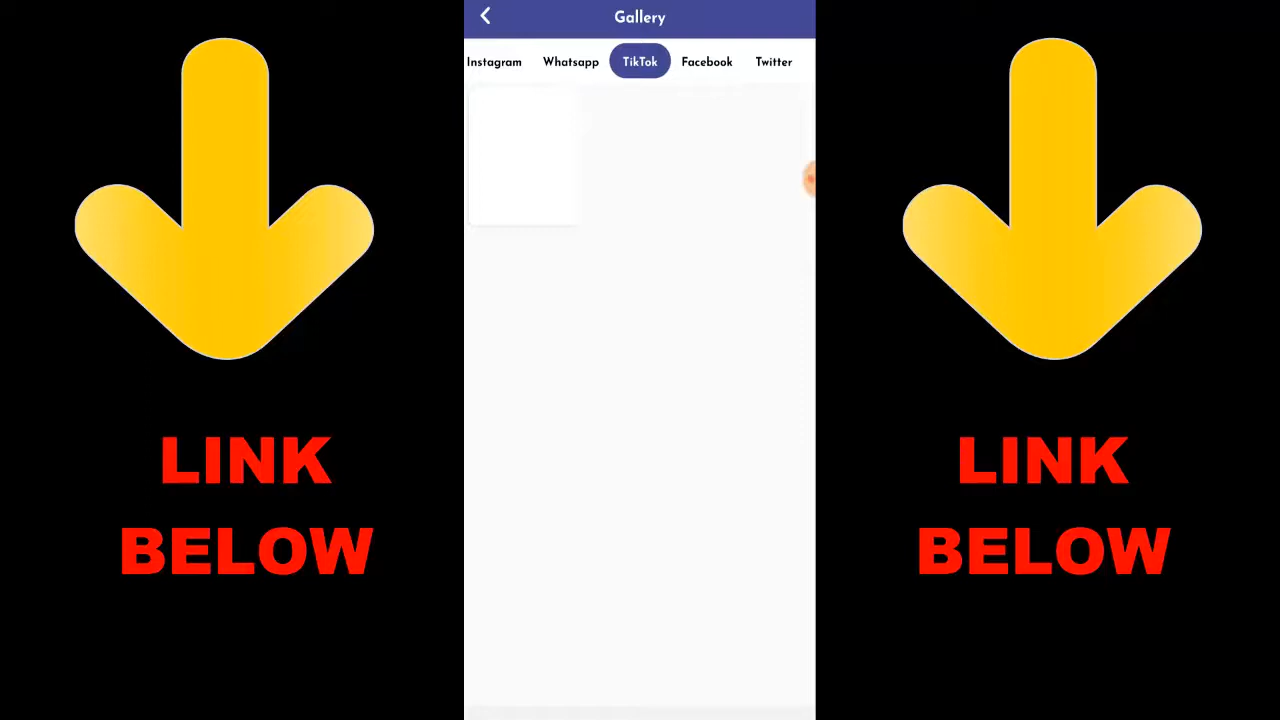 Gallery
Instagram Whatsapp TikTok Facebook Twitter
LINK
BELOW
LINK
BELOW